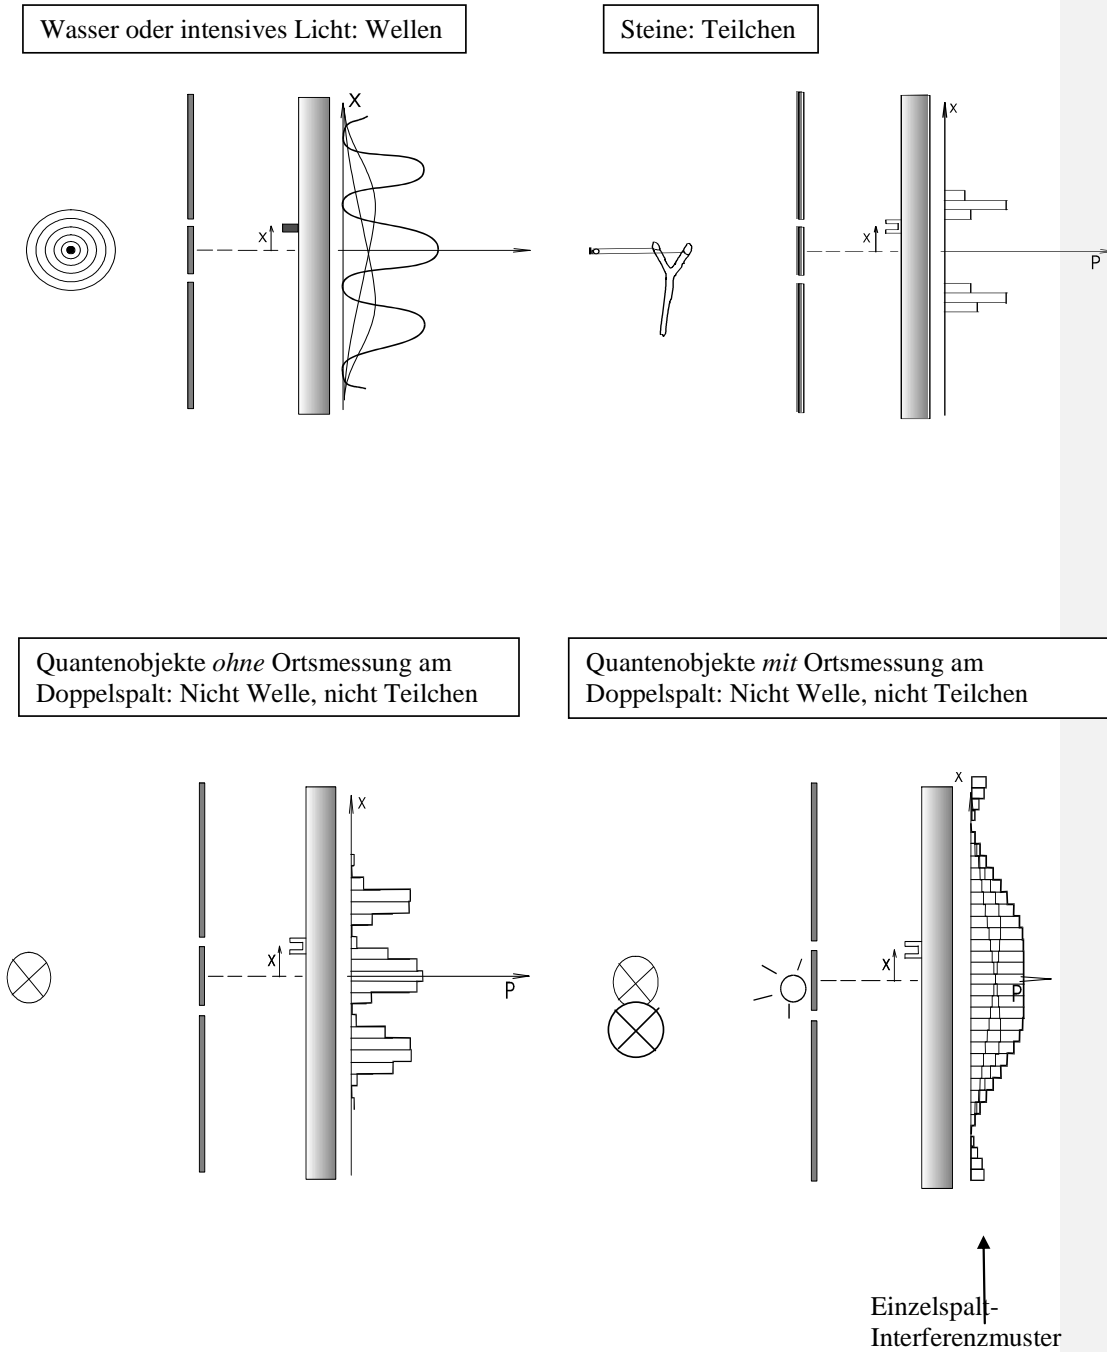 Wasser oder intensives Licht: Wellen
Steine: Teilchen
X
X
x
x
P
Quantenobjekte ohne Ortsmessung am
Doppelspalt: Nicht Welle, nicht Teilchen
Quantenobjekte mit Ortsmessung am
Doppelspalt: Nicht Welle, nicht Teilchen
X
X
P
X
X
P
Einzelspalt-
Interferenzmuster